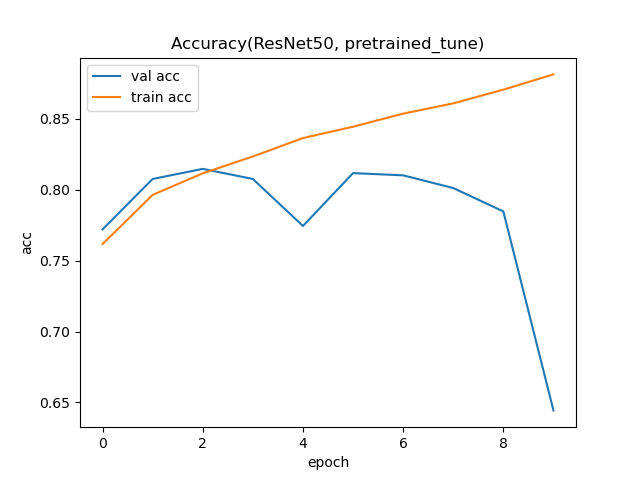 Accuracy(ResNet50, pretrained_tune)
val acc
train acc
0.85
0.80
0.75
0.70
0.65
acc
0 2 4 6 8
epoch